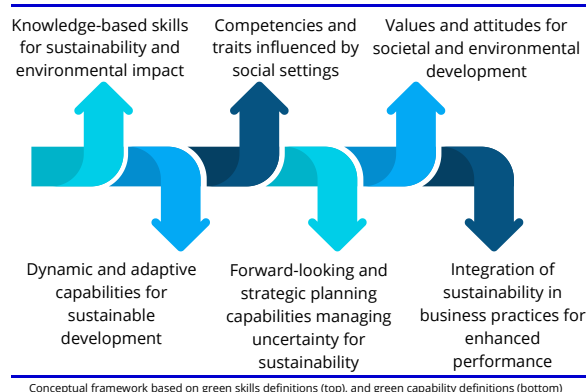 Knowledge-based skills
for sustainability and
environmental impact
Competencies and
traits influenced by
social settings
Values and attitudes for
societal and environmental
development
Dynamic and adaptive
capabilities for
sustainable
development
Forward-looking and
strategic planning
capabilities managing
uncertainty for
sustainability
Integration of
sustainability in
business practices for
enhanced
performance
Conceptual framework based on green skills definitions (top), and green capability definitions (bottom)